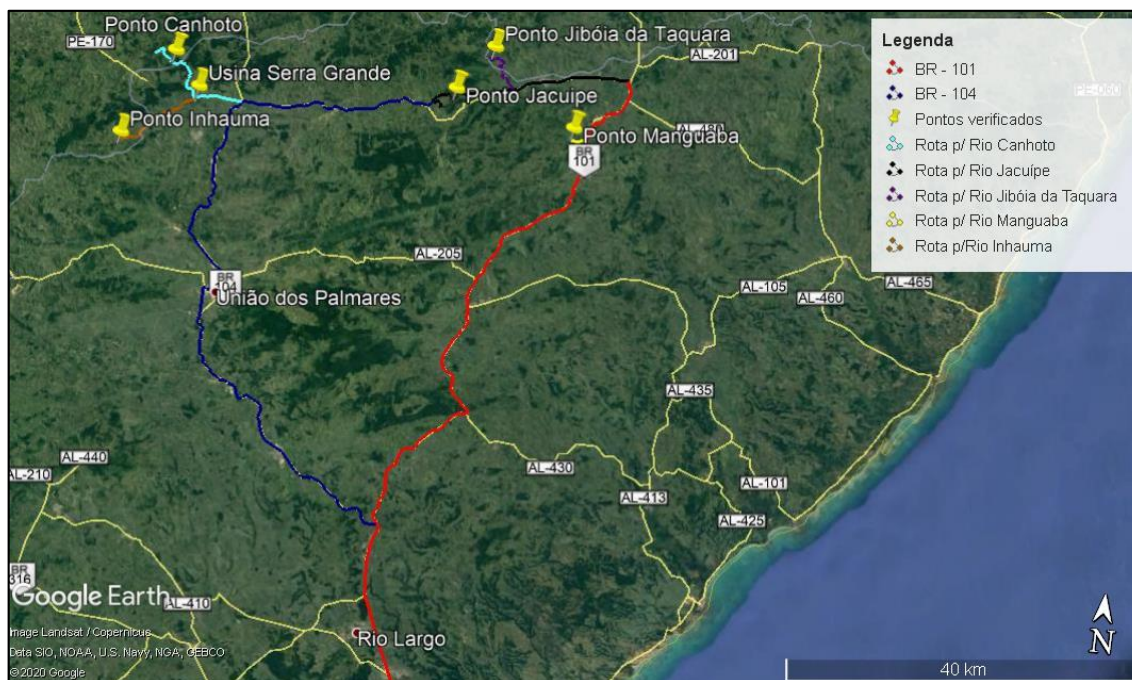 Ponto Canhoto
PE-170
Ponto Jibóia da Taquara
AL-201
Usina Serra Grande
Ponto Jacuipe
Ponto Inhauma
Ponto Manguaba
AL-480
PE-060
BR
101
Legenda
BR - 101
BR - 104
Pontos verificados
Rota p/ Rio Canhoto
Rota p/ Rio Jacuípe
Rota p/ Rio Jibóia da Taquara
Rota p/ Rio Manguaba
Rota p/Rio Inhauma
AL-205
BR
104
União dos Palmares
AL-105
AL-465
AL-460
AL-435
AL-440
AL-210
AL-430
AL-101
AL-413
AL-425
BR
316
Google Earth
AL-410
Rio Largo
Image Landsat / Copernicus
Data SIO, NOAA, U.S. Navy, NGA, GEBCO
©2020 Google
N
40 km